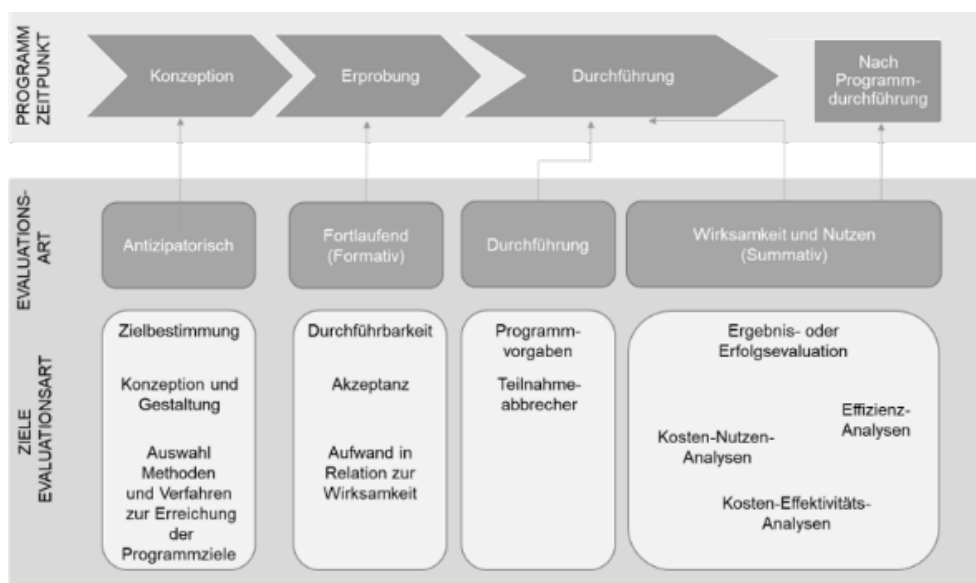 PROGRAMM
ZEITPUNKT
Konzeption
Erprobung
Durchführung
Nach
Programm-
durchführung
EVALUATIONS-
ART
Antizipatorisch
Fortlaufend
(Formativ)
Durchführung
Wirksamkeit und Nutzen
(Summativ)
ZIELE
EVALUATIONSART
Zielbestimmung
Konzeption und
Gestaltung
Auswahl
Methoden
und Verfahren
zur Erreichung
der
Programmziele
Durchführbarkeit
Akzeptanz
Aufwand in
Relation zur
Wirksamkeit
Programm-
vorgaben
Teilnahme-
abbrecher
Ergebnis- oder
Erfolgsevaluation
Effizienz-
Analysen
Kosten-Nutzen-
Analysen
Kosten-Effektivitäts-
Analysen